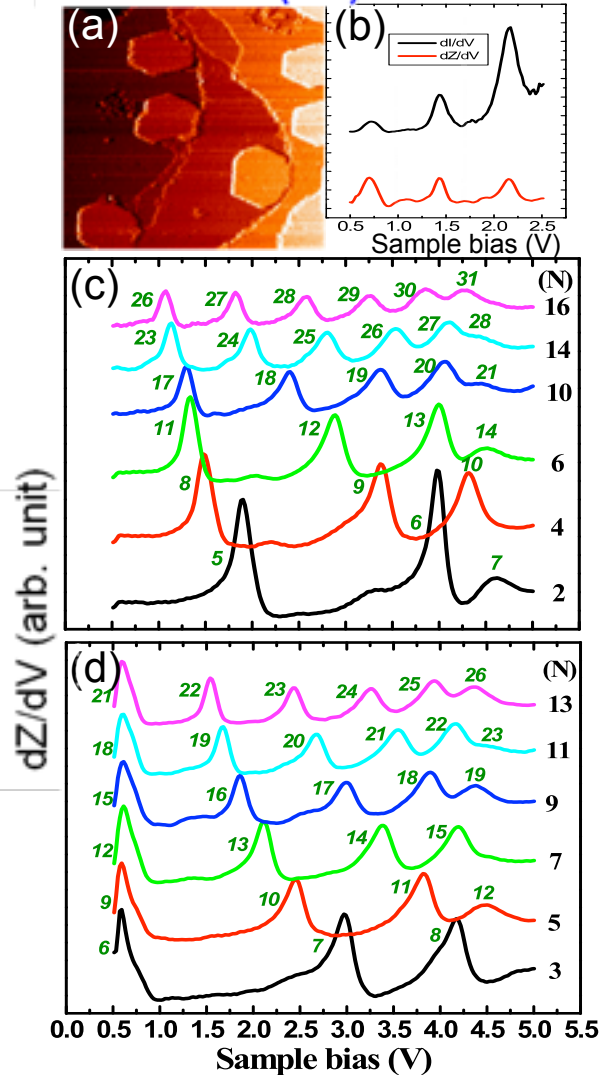 (a)
(b)
dI/dV
dZ/dV
0.5 1.0 1.5 2.0 2.5
Sample bias (V)
(c)
(N)
26 27 28 29 30 31 16
23 24 25 26 27 28 14
17 18 19 20 21 10
11 12 13 14 6
8 9 10 4
5 6 7 2
dZ/dV (arb. unit)
(d)
(N)
21 22 23 24 25 26 13
18 19 20 21 22 23 11
15 16 17 18 19 9
12 13 14 15 7
9 10 11 12 5
6 7 8 3
0.0 0.5 1.0 1.5 2.0 2.5 3.0 3.5 4.0 4.5 5.0 5.5
Sample bias (V)